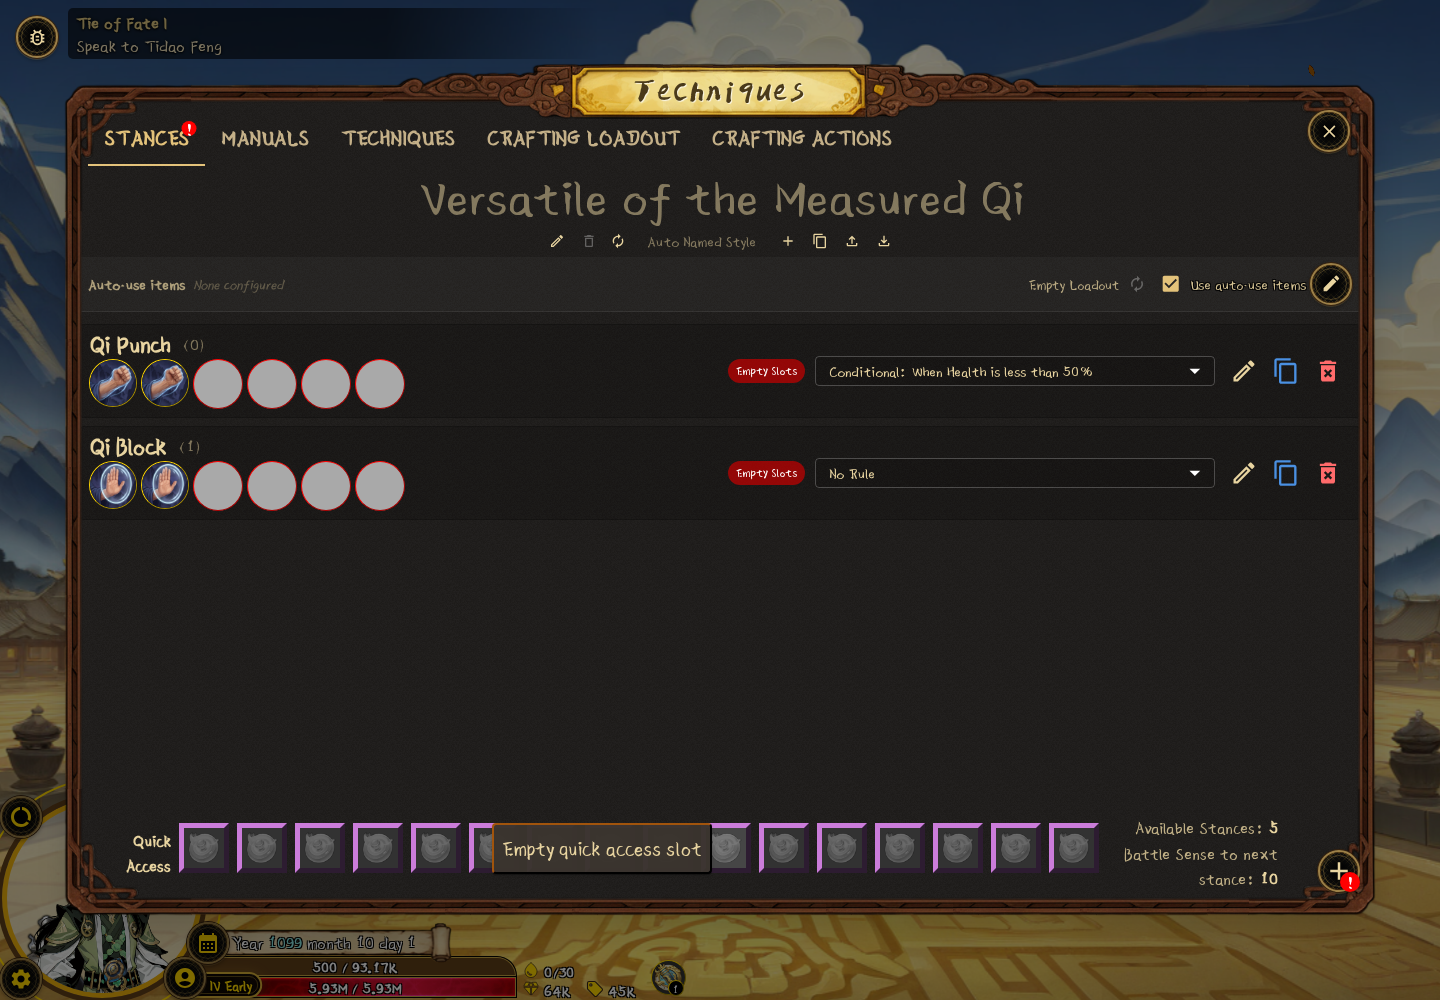 Tie of Fate I
Speak to Tidao Feng
Techniques
STANCES !
MANUALS
TECHNIQUES
CRAFTING LOADOUT
CRAFTING ACTIONS
Versatile of the Measured Qi
Auto Named Style
Auto-use items None configured
Empty Loadout
Use auto-use items
Qi Punch (0)
Empty Slots
Conditional: When Health is less than 50%
Qi Block (1)
Empty Slots
No Rule
Quick
Access
Empty quick access slot
Available Stances: 5
Battle Sense to next
stance: 10
!
Year 1099 month 10 day 1
500 / 93.17K
0/30
IV Early
5.93M / 5.93M
64K
45K
1